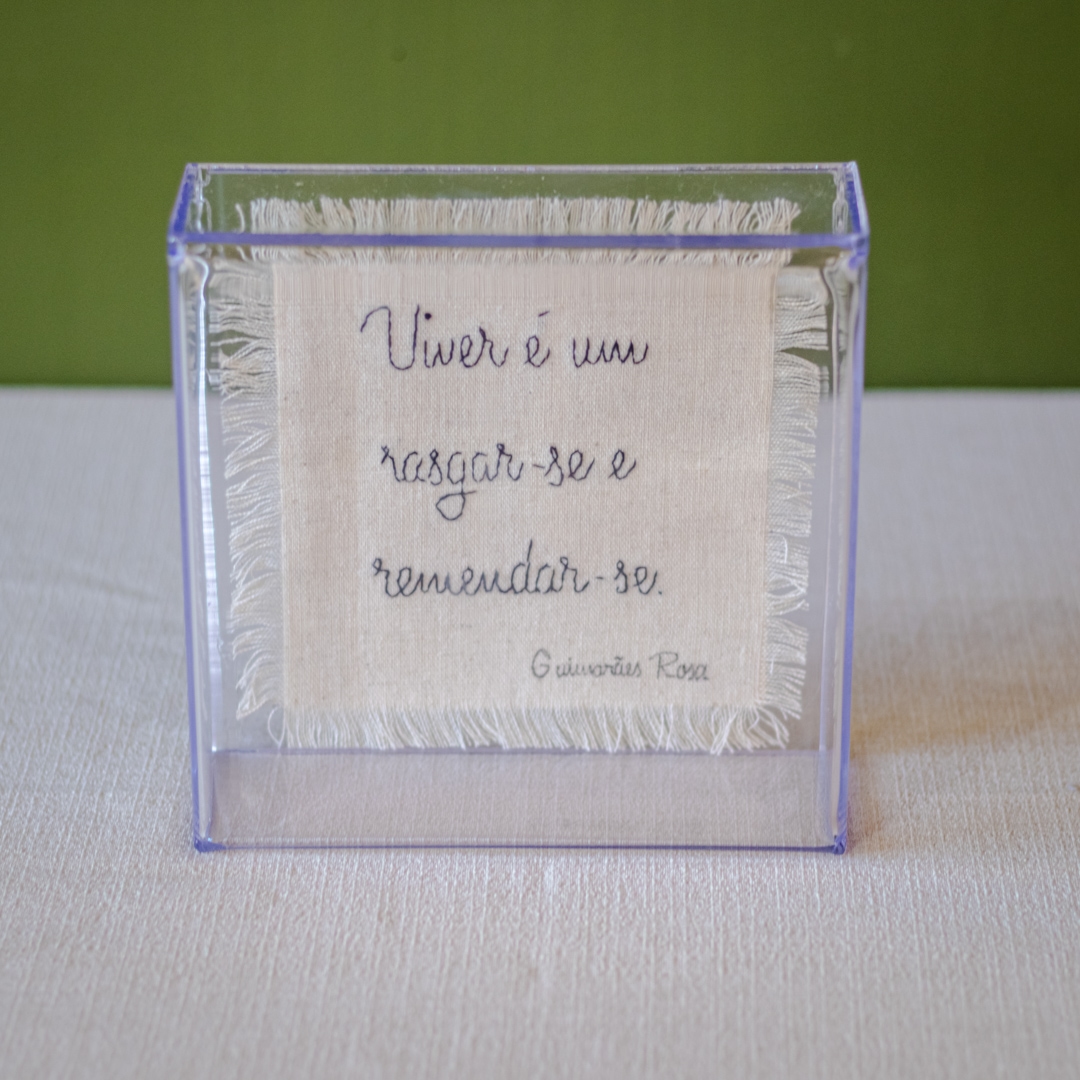 Viver é um
rasgar-se e
remendar-se.
Guimarães Rosa